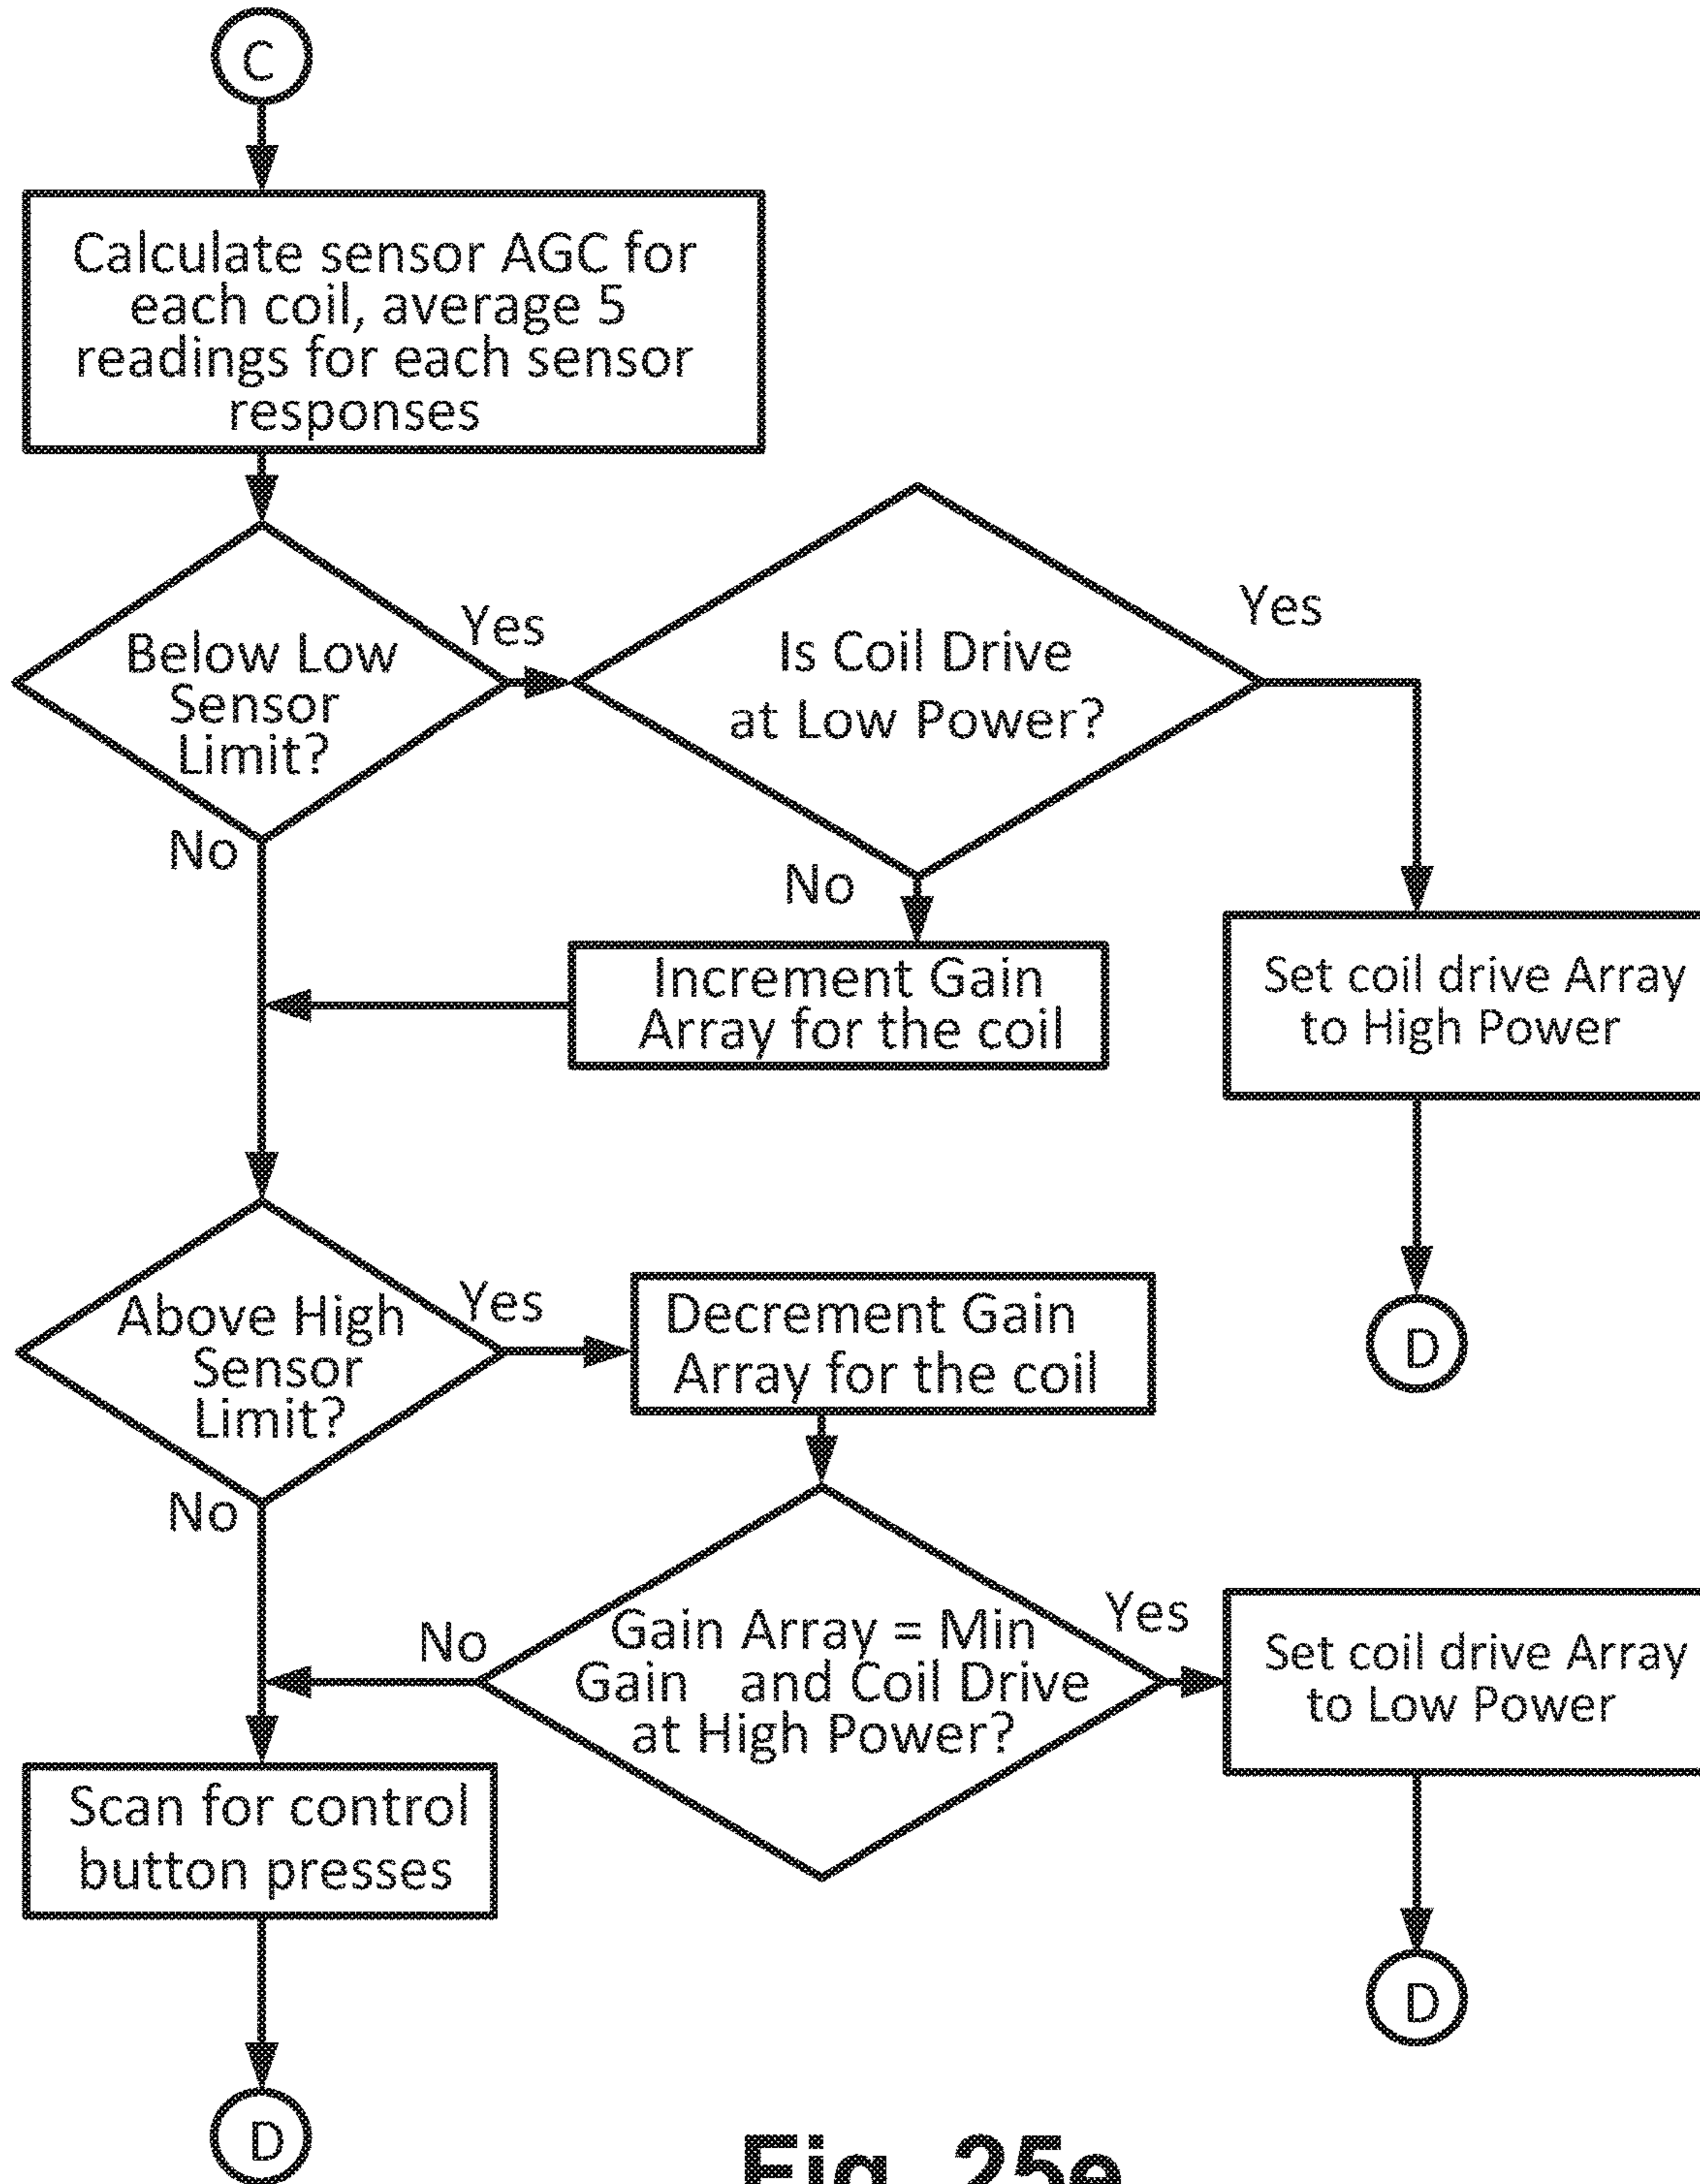 C
Calculate sensor AGC for
each coil, average 5
readings for each sensor
responses
Below Low
Sensor
Limit?
Yes
No
Is Coil Drive
at Low Power?
Yes
No
Increment Gain
Array for the coil
Set coil drive Array
to High Power
D
Above High
Sensor
Limit?
Yes
No
Decrement Gain
Array for the coil
Gain Array = Min
Gain and Coil Drive
at High Power?
No
Yes
Set coil drive Array
to Low Power
D
Scan for control
button presses
D
Fig. 25e